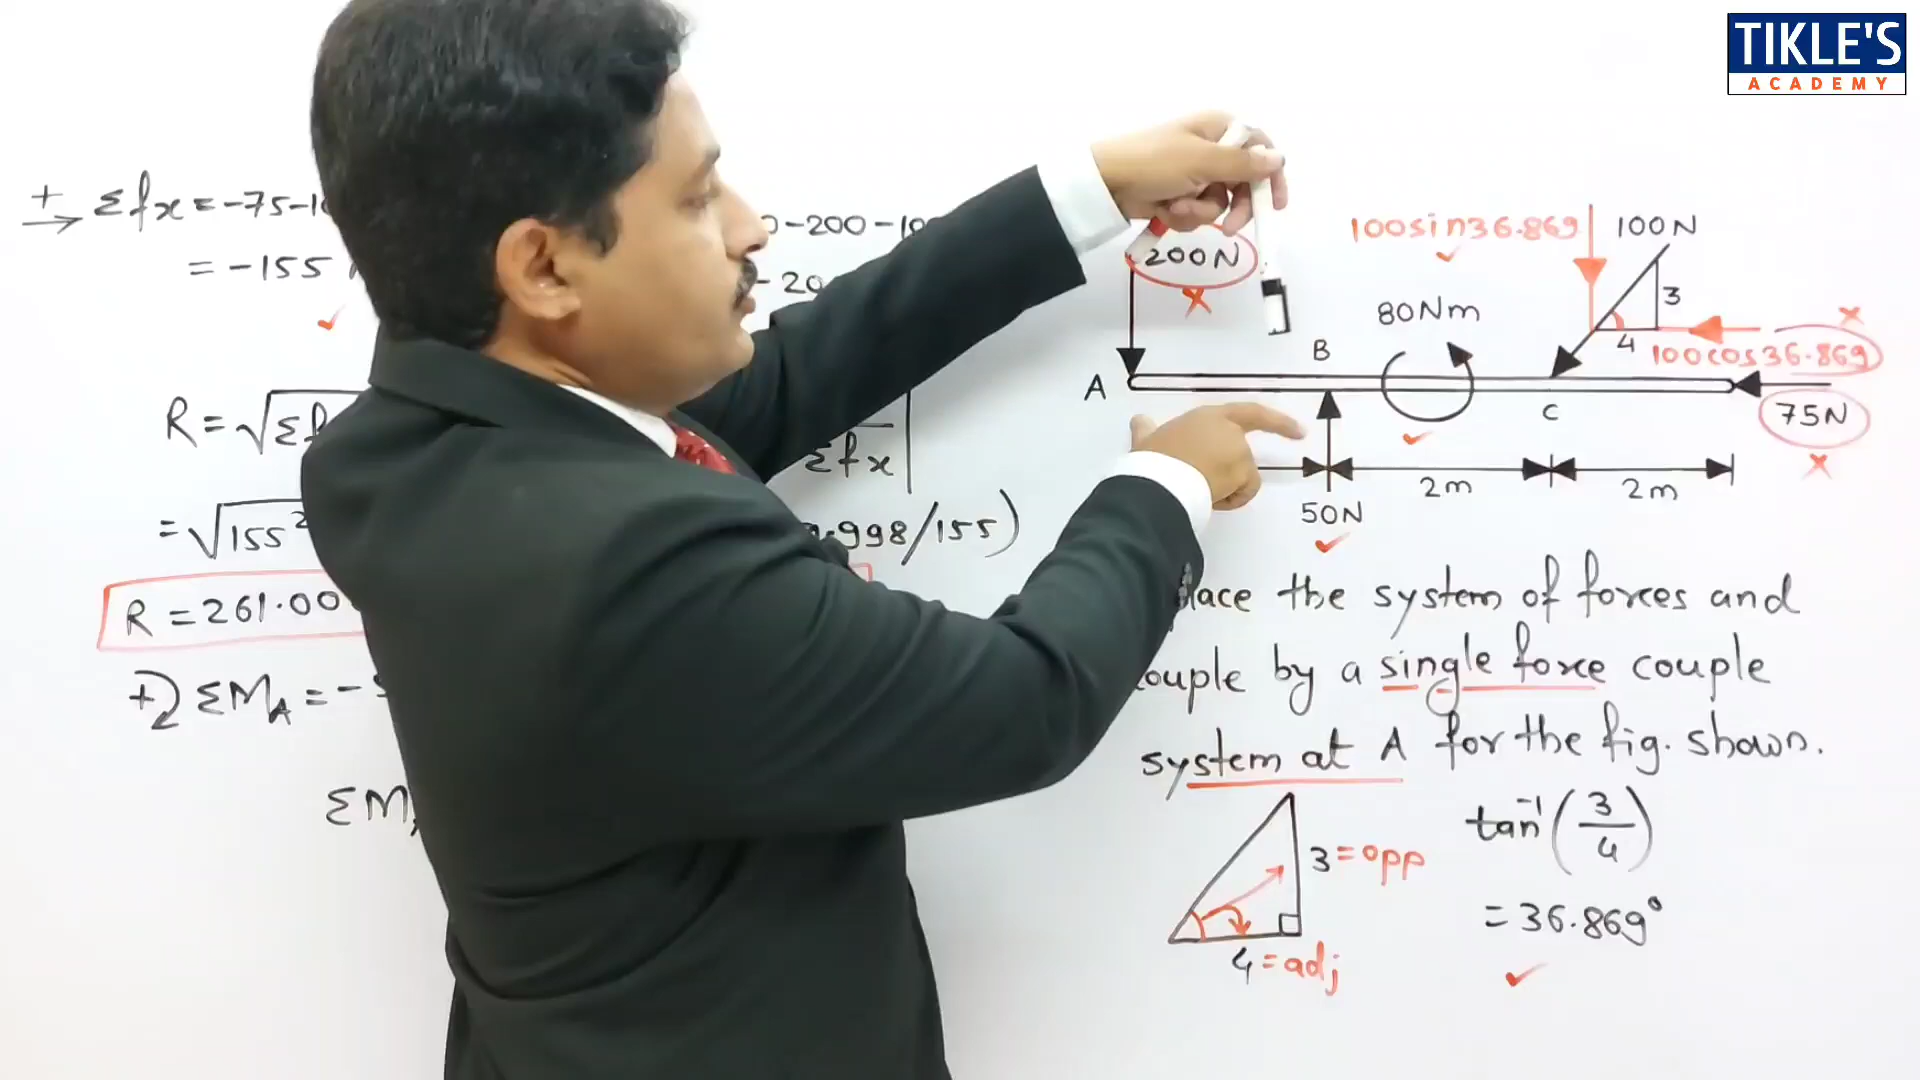 TIKLE'S
ACADEMY
+ Σfx = -75-1
= -155
R = √Σf
= √155²
R = 261.00
+ ΣMA = -
ΣM
-200-10
-20
Σfx
.998/155)
200N
100sin36.869
100N
3
4
80Nm
100cos36.869
A
B
C
75N
2m
2m
50N
lace the system of forces and
ouple by a single force couple
system at A for the fig. shown.
3 = opp
4 = adj
tan⁻¹(3/4)
= 36.869°